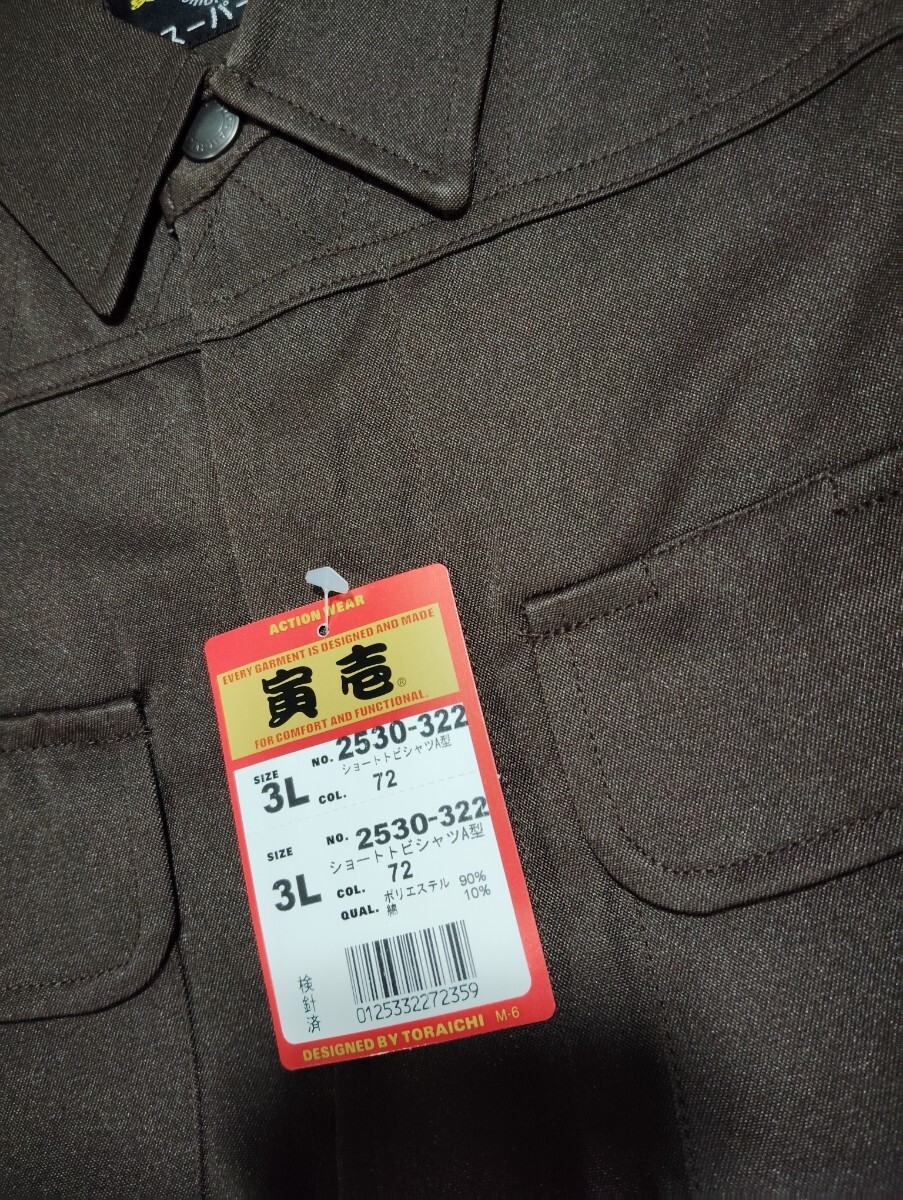 ACTION WEAR
EVERY GARMENT IS DESIGNED AND MADE
寅壱®
FOR COMFORT AND FUNCTIONAL.
NO. 2530-322
ショートトビシャツA型
SIZE 3L COL. 72
NO. 2530-322
ショートトビシャツA型
SIZE 3L COL. 72
QUAL. ポリエステル 90%
綿 10%
検針済
0125332272359
DESIGNED BY TORAICHI M-6